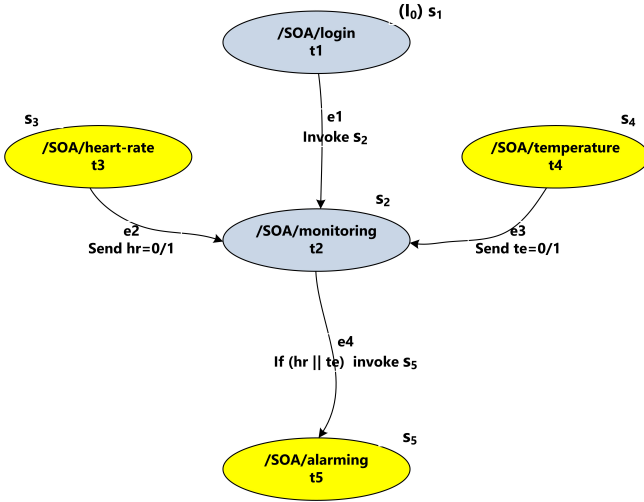 (I₀) s₁
/SOA/login
t1
e1
Invoke s₂
s₃
/SOA/heart-rate
t3
s₄
/SOA/temperature
t4
s₂
/SOA/monitoring
t2
e2
Send hr=0/1
e3
Send te=0/1
e4
If (hr || te) invoke s₅
s₅
/SOA/alarming
t5